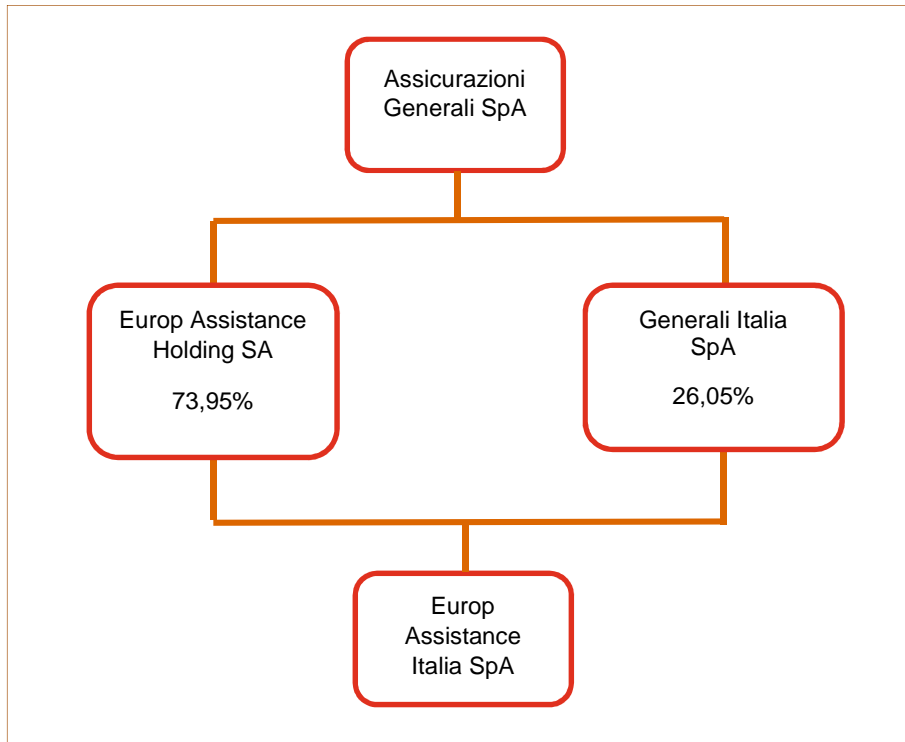 Assicurazioni
Generali SpA
Europ Assistance
Holding SA
73,95%
Generali Italia
SpA
26,05%
Europ
Assistance
Italia SpA